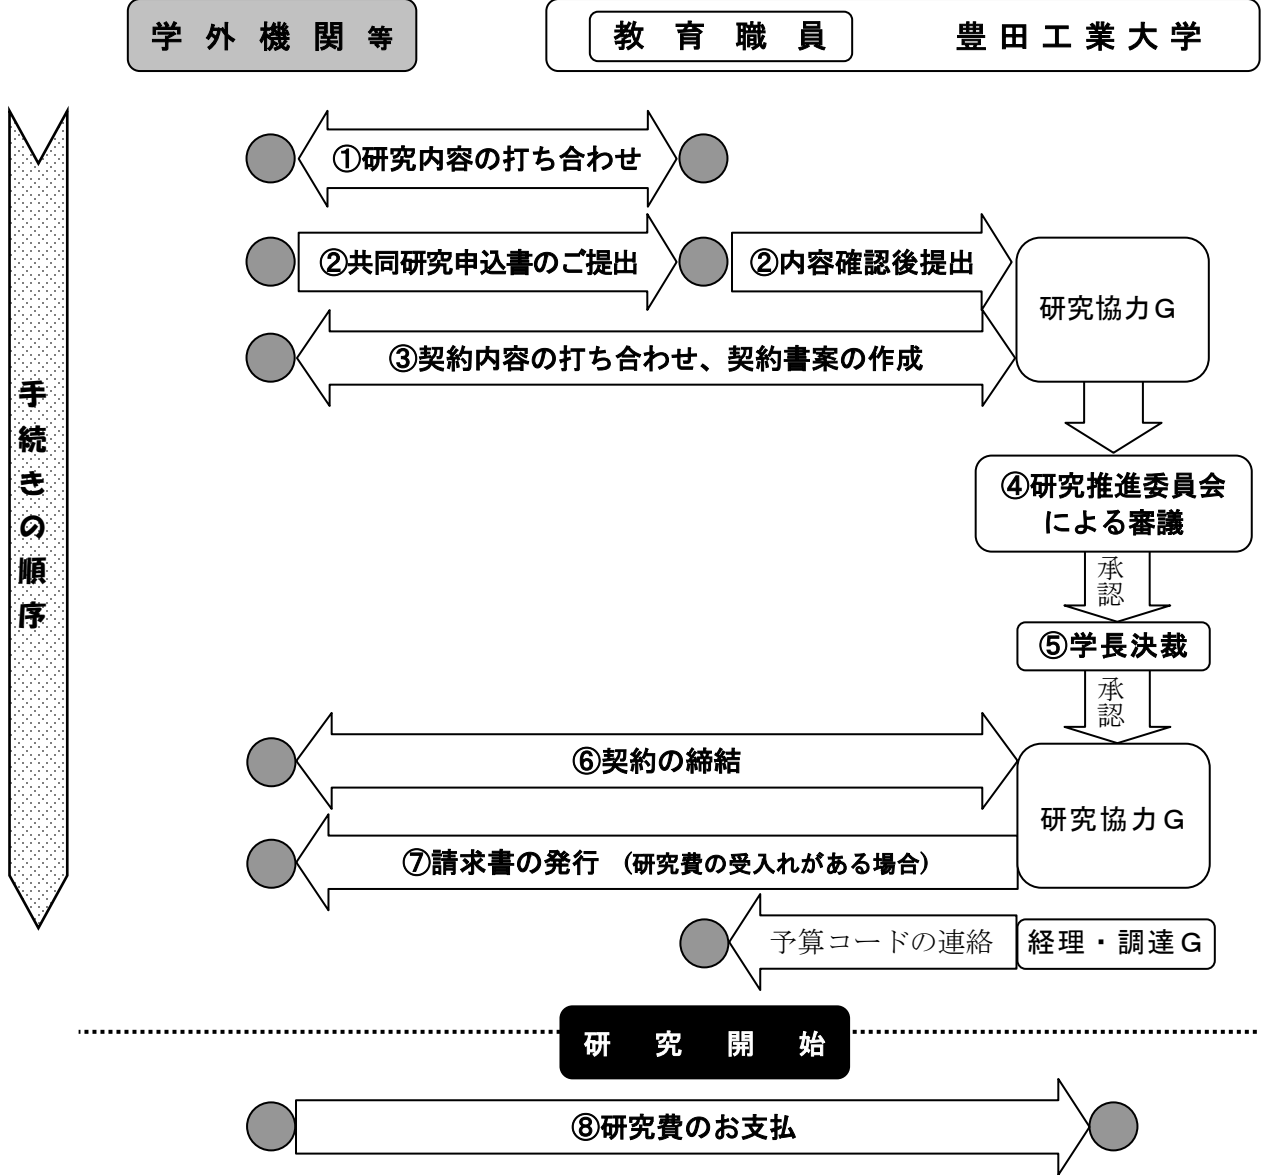 学外機関等
教育職員
豊田工業大学
手続きの順序
①研究内容の打ち合わせ
②共同研究申込書のご提出
②内容確認後提出
研究協力G
③契約内容の打ち合わせ、契約書案の作成
④研究推進委員会
による審議
承認
⑤学長決裁
承認
⑥契約の締結
研究協力G
⑦請求書の発行 (研究費の受入れがある場合)
予算コードの連絡
経理・調達G
研究開始
⑧研究費のお支払